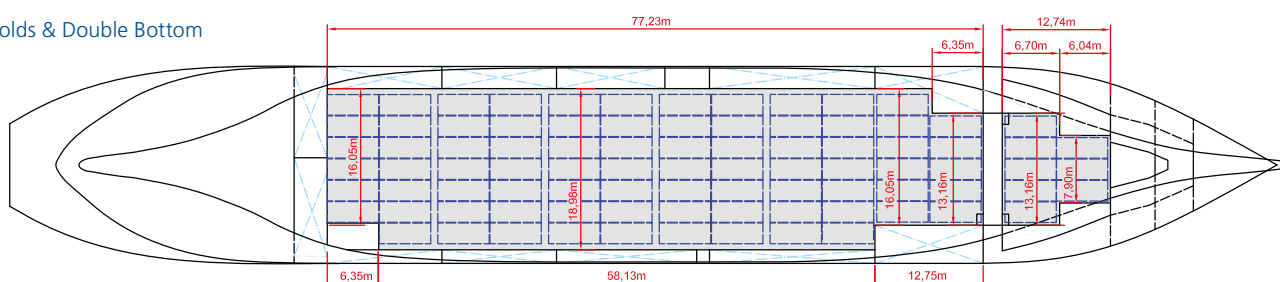 olds & Double Bottom
77,23m
12,74m
6,35m
6,70m
6,04m
16,05m
18,98m
16,05m
13,16m
13,16m
7,90m
6,35m
58,13m
12,75m